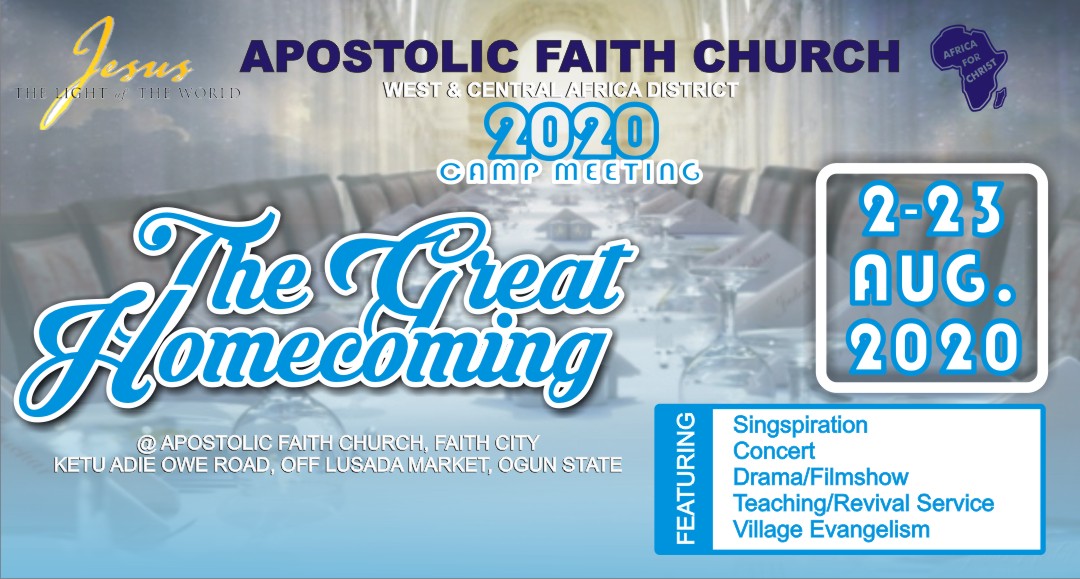 Jesus
THE LIGHT of THE WORLD
APOSTOLIC FAITH CHURCH
WEST & CENTRAL AFRICA DISTRICT
AFRICA
FOR
CHRIST
2020
CAMP MEETING
The Great
Homecoming
2-23
AUG.
2020
@ APOSTOLIC FAITH CHURCH, FAITH CITY
KETU ADIE OWE ROAD, OFF LUSADA MARKET, OGUN STATE
FEATURING
Singspiration
Concert
Drama/Filmshow
Teaching/Revival Service
Village Evangelism